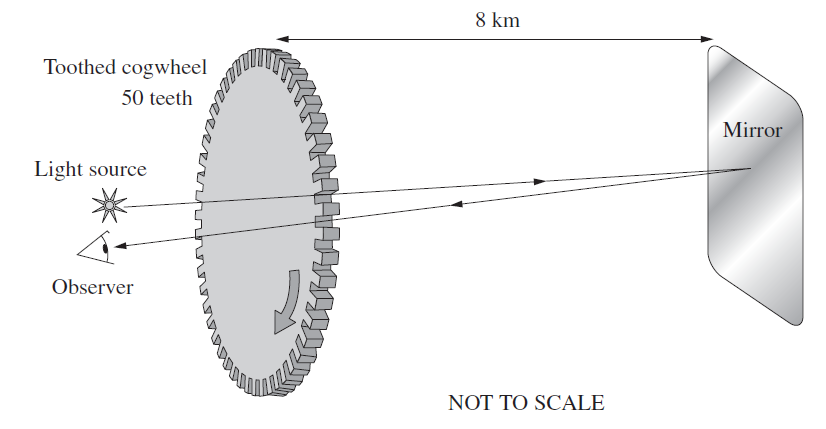 8 km
Toothed cogwheel
50 teeth
Mirror
Light source
Observer
NOT TO SCALE